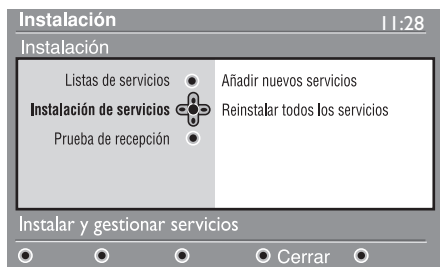 Instalación 11:28
Instalación
Listas de servicios Añadir nuevos servicios
Instalación de servicios Reinstalar todos los servicios
Prueba de recepción
Instalar y gestionar servicios
Cerrar